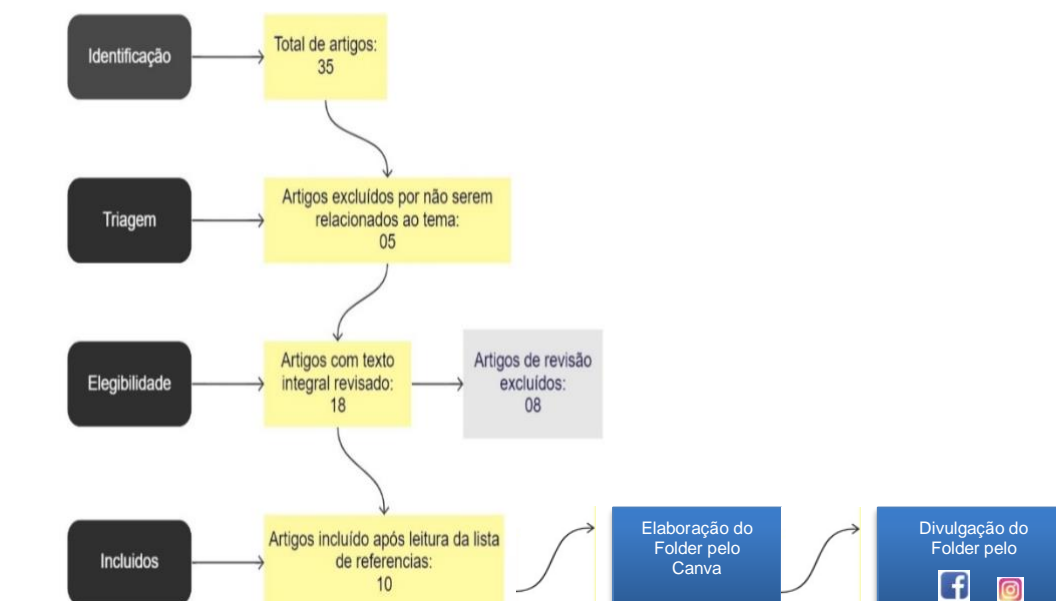 Identificação
Total de artigos:
35
Triagem
Artigos excluídos por não serem
relacionados ao tema:
05
Elegibilidade
Artigos com texto
integral revisado:
18
Artigos de revisão
excluídos:
08
Incluidos
Artigos incluído após leitura da lista
de referencias:
10
Elaboração do
Folder pelo
Canva
Divulgação do
Folder pelo